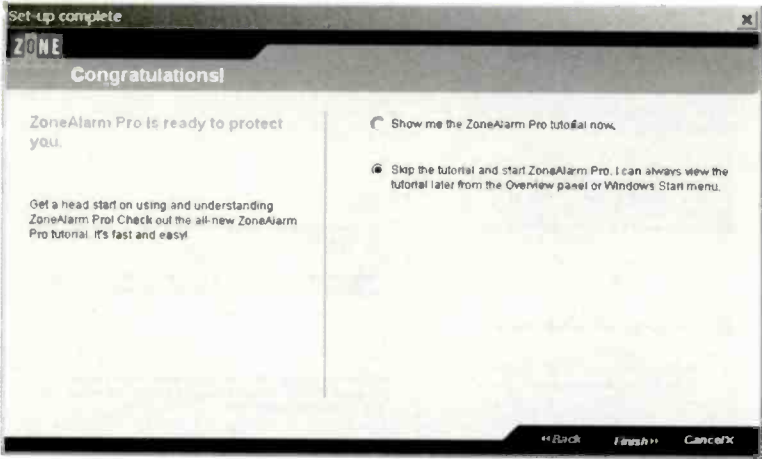 Set-up complete
ZONE
Congratulations!
ZoneAlarm Pro is ready to protect
you.
Get a head start on using and understanding
ZoneAlarm Pro! Check out the all-new ZoneAlarm
Pro tutorial. It's fast and easy!
Show me the ZoneAlarm Pro tutorial now.
Skip the tutorial and start ZoneAlarm Pro. I can always view the
tutorial later from the Overview panel or Windows Start menu.
Back
Finish
Cancel